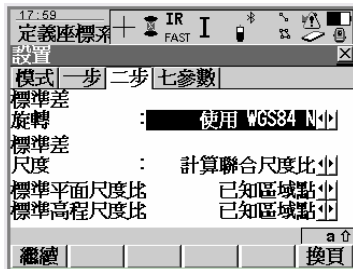 17:59
定義座標系
IR
FAST
I
設置
模式
一步
二步
七參數
標準差
旋轉 : 使用 WGS84 N
標準差
尺度 : 計算聯合尺度比
標準平面尺度比 已知區域點
標準高程尺度比 已知區域點
a
繼續
換頁